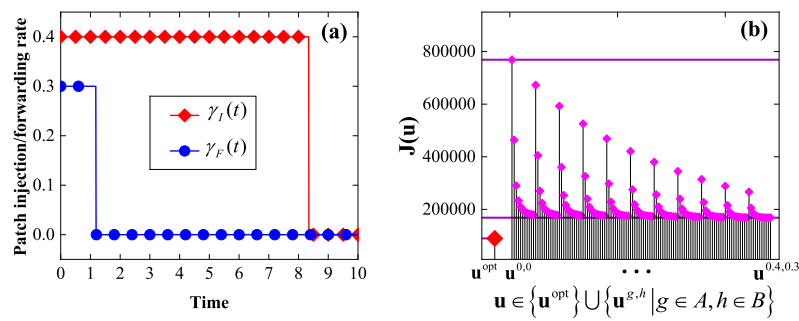 (a)
Patch injection/forwarding rate
0.4
0.3
0.2
0.1
0.0
γ_I(t)
γ_F(t)
0 1 2 3 4 5 6 7 8 9 10
Time
(b)
J(u)
800000
600000
400000
200000
u^opt u^0,0 ••• u^0.4,0.3
u ∈ {u^opt} ⋃ {u^g,h | g ∈ A, h ∈ B}